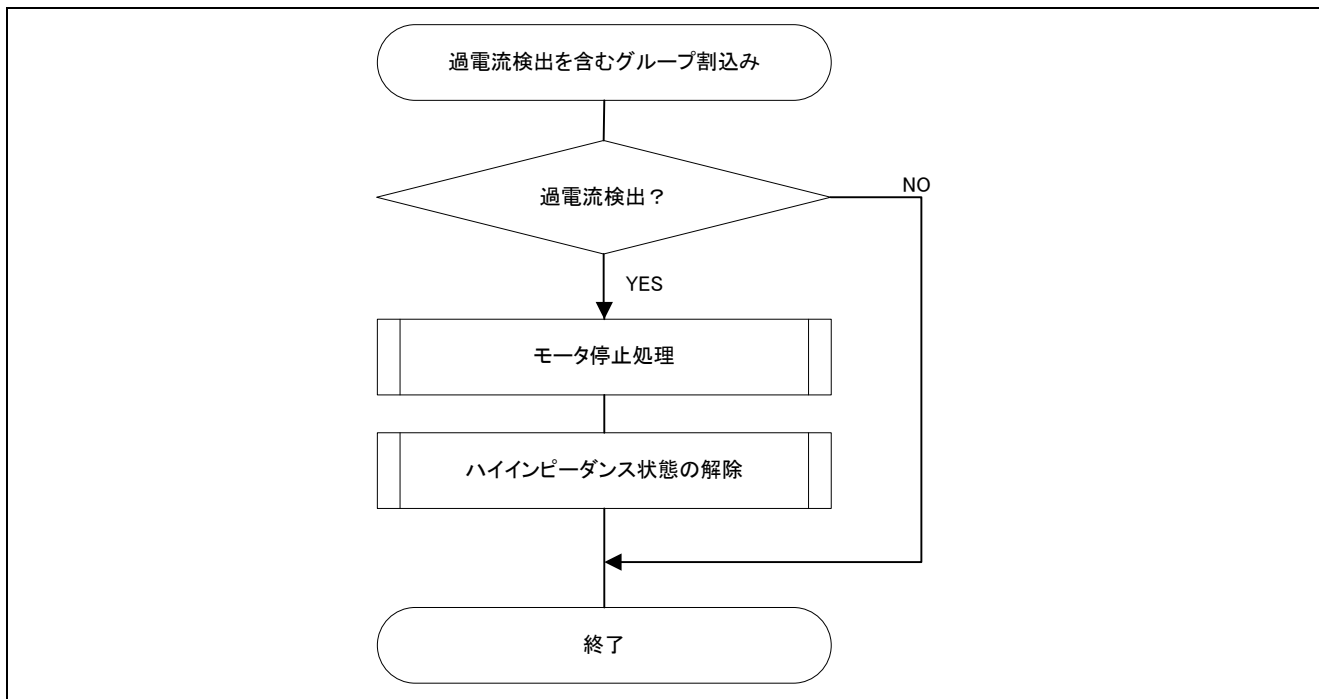 過電流検出を含むグループ割込み
過電流検出？
NO
YES
モータ停止処理
ハイインピーダンス状態の解除
終了